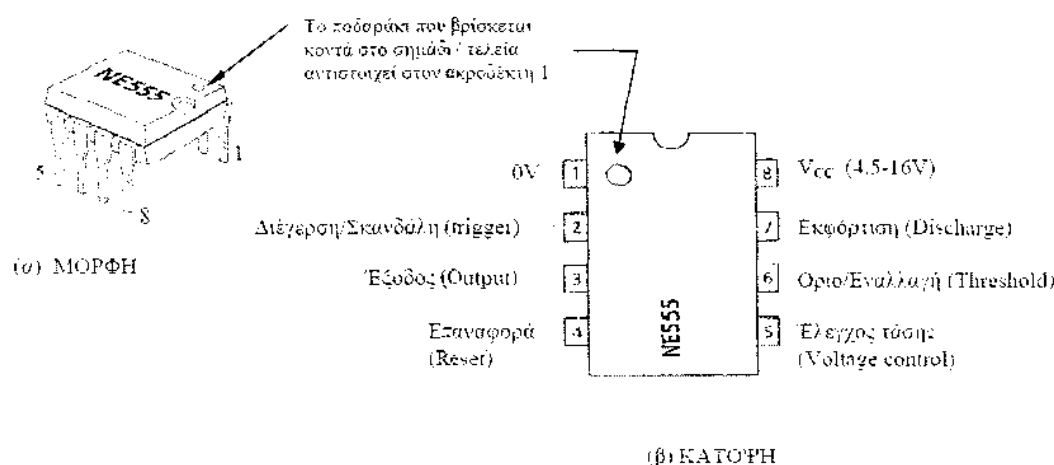 Το ποδαράκι που βρίσκεται
κοντά στο σημάδι / τελεία
αντιστοιχεί στον ακροδέκτη 1
NE555
1
5
8
(α) ΜΟΡΦΗ
0V 1
8 Vcc (4.5-16V)
Διέγερση/Σκανδάλη (trigger) 2
7 Εκφόρτιση (Discharge)
Έξοδος (Output) 3
6 Οριο/Εναλλαγή (Threshold)
Επαναφορά 4
(Reset)
5 Έλεγχος τάσης
(Voltage control)
NE555
(β) ΚΑΤΟΨΗ